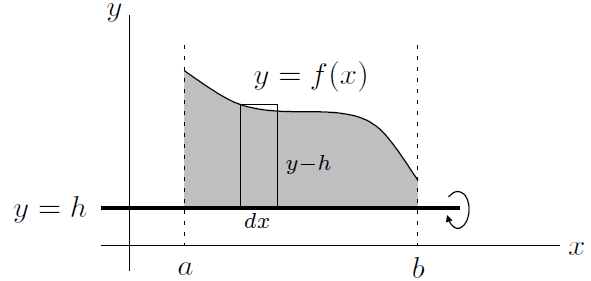 y
y = f(x)
y−h
y = h
dx
x
a
b